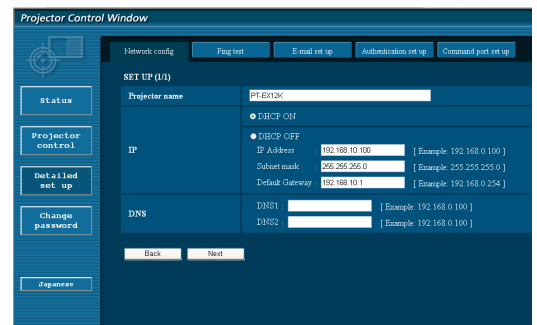 Projector Control Window
Network config Ping test E-mail set up Authentication set up Command port set up
SET UP (1/1)
Status
Projector control
Detailed set up
Change password
Japanese
Projector name PT-EX12K
IP
DHCP ON
DHCP OFF
IP Address : 192.168.10.100 [ Example: 192.168.0.100 ]
Subnet mask : 255.255.255.0 [ Example: 255.255.255.0 ]
Default Gateway : 192.168.10.1 [ Example: 192.168.0.254 ]
DNS
DNS1 : [ Example: 192.168.0.100 ]
DNS2 : [ Example: 192.168.0.100 ]
Back Next